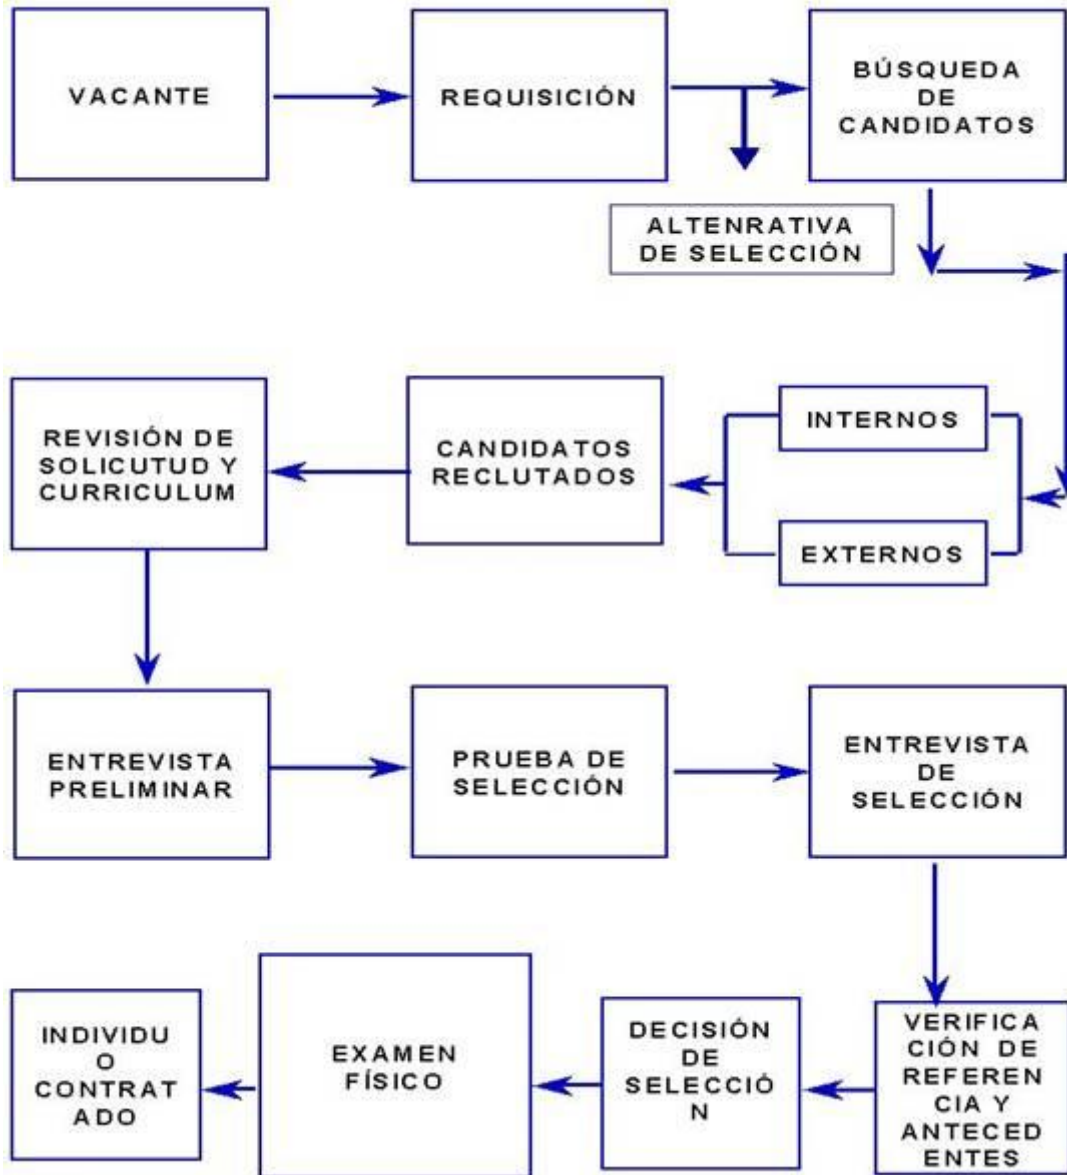 VACANTE
REQUISICIÓN
BÚSQUEDA
DE
CANDIDATOS
ALTENRATIVA
DE SELECCIÓN
INTERNOS
EXTERNOS
CANDIDATOS
RECLUTADOS
REVISIÓN DE
SOLICUTUD Y
CURRICULUM
ENTREVISTA
PRELIMINAR
PRUEBA DE
SELECCIÓN
ENTREVISTA
DE
SELECCIÓN
VERIFICA
CIÓN DE
REFEREN
CIA Y
ANTECED
ENTES
DECISIÓN
DE
SELECCIÓ
N
EXAMEN
FÍSICO
INDIVIDU
O
CONTRAT
ADO